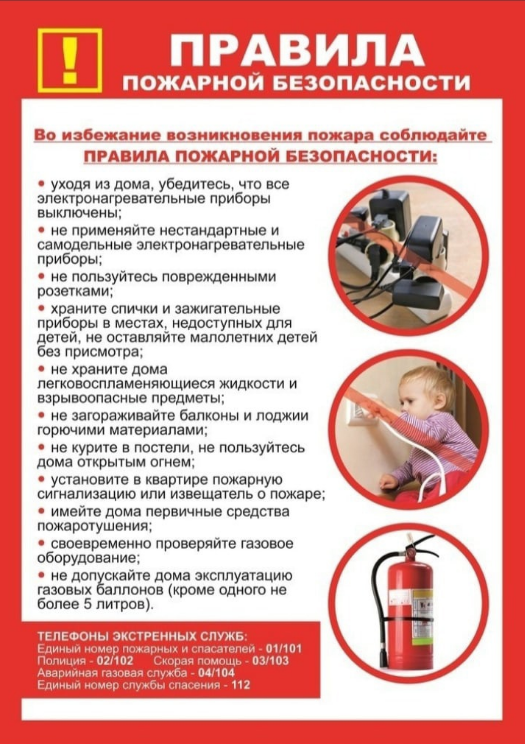 !
ПРАВИЛА
ПОЖАРНОЙ БЕЗОПАСНОСТИ
Во избежание возникновения пожара соблюдайте
ПРАВИЛА ПОЖАРНОЙ БЕЗОПАСНОСТИ:
• уходя из дома, убедитесь, что все
электронагревательные приборы
выключены;
• не применяйте нестандартные и
самодельные электронагревательные
приборы;
• не пользуйтесь поврежденными
розетками;
• храните спички и зажигательные
приборы в местах, недоступных для
детей, не оставляйте малолетних детей
без присмотра;
• не храните дома
легковоспламеняющиеся жидкости и
взрывоопасные предметы;
• не загораживайте балконы и лоджии
горючими материалами;
• не курите в постели, не пользуйтесь
дома открытым огнем;
• установите в квартире пожарную
сигнализацию или извещатель о пожаре;
• имейте дома первичные средства
пожаротушения;
• своевременно проверяйте газовое
оборудование;
• не допускайте дома эксплуатацию
газовых баллонов (кроме одного не
более 5 литров).
ТЕЛЕФОНЫ ЭКСТРЕННЫХ СЛУЖБ:
Единый номер пожарных и спасателей - 01/101
Полиция - 02/102 Скорая помощь - 03/103
Аварийная газовая служба - 04/104
Единый номер службы спасения - 112